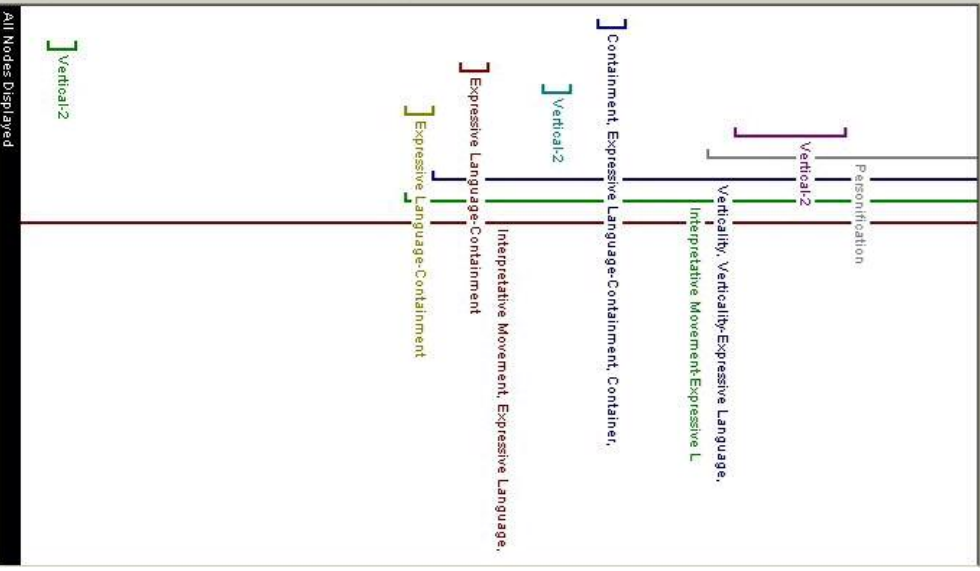 Containment, Expressive Language-Containment, Container,
Vertical-2
Expressive Language-Containment
Vertical-2
Expressive Language-Containment
Vertical-2
Personification
Verticality, Verticality-Expressive Language,
Interpretative Movement-Expressive L
Interpretative Movement, Expressive Language,
All Nodes Displayed